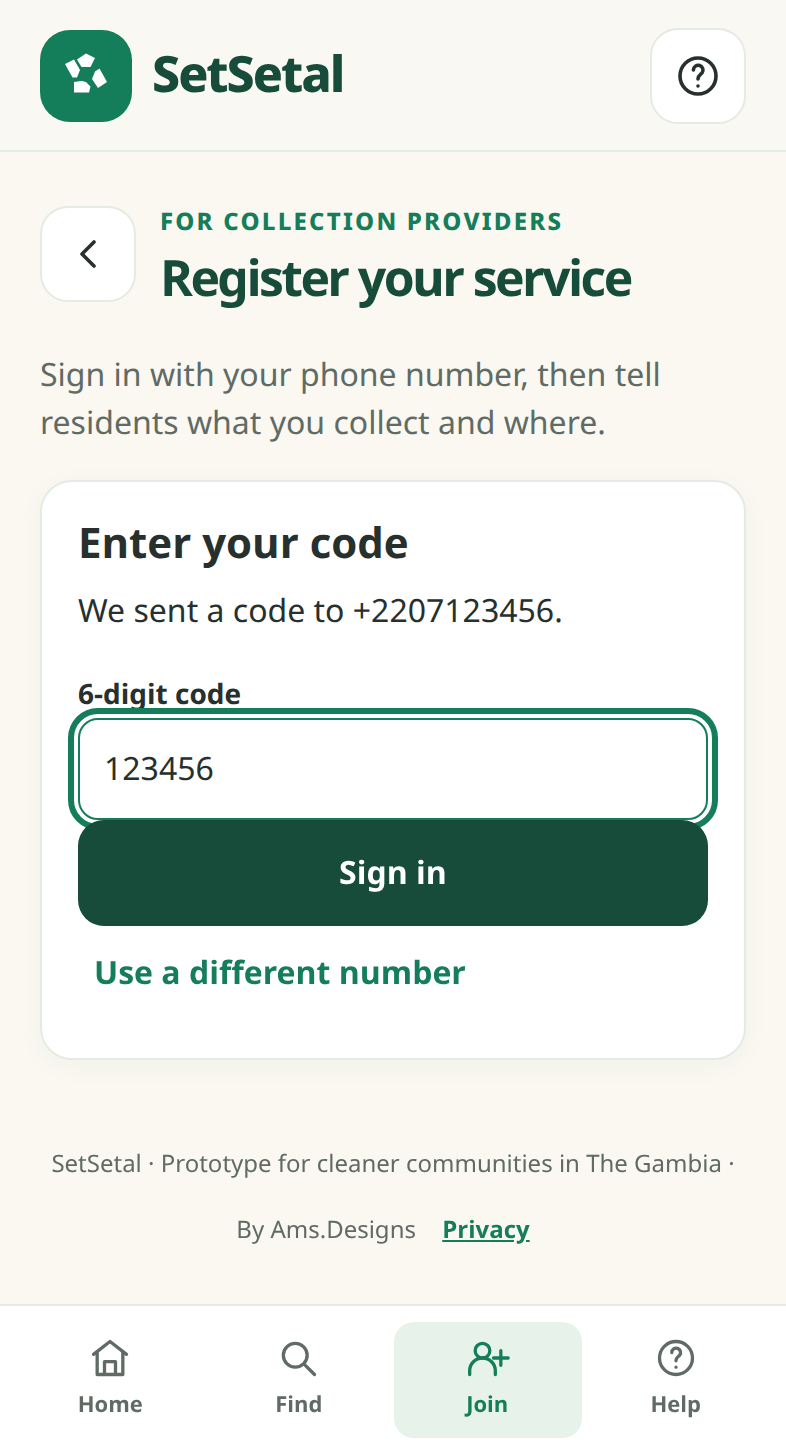 SetSetal
FOR COLLECTION PROVIDERS
Register your service
Sign in with your phone number, then tell
residents what you collect and where.
Enter your code
We sent a code to +2207123456.
6-digit code
123456
Sign in
Use a different number
SetSetal · Prototype for cleaner communities in The Gambia ·
By Ams.Designs Privacy
Home
Find
Join
Help